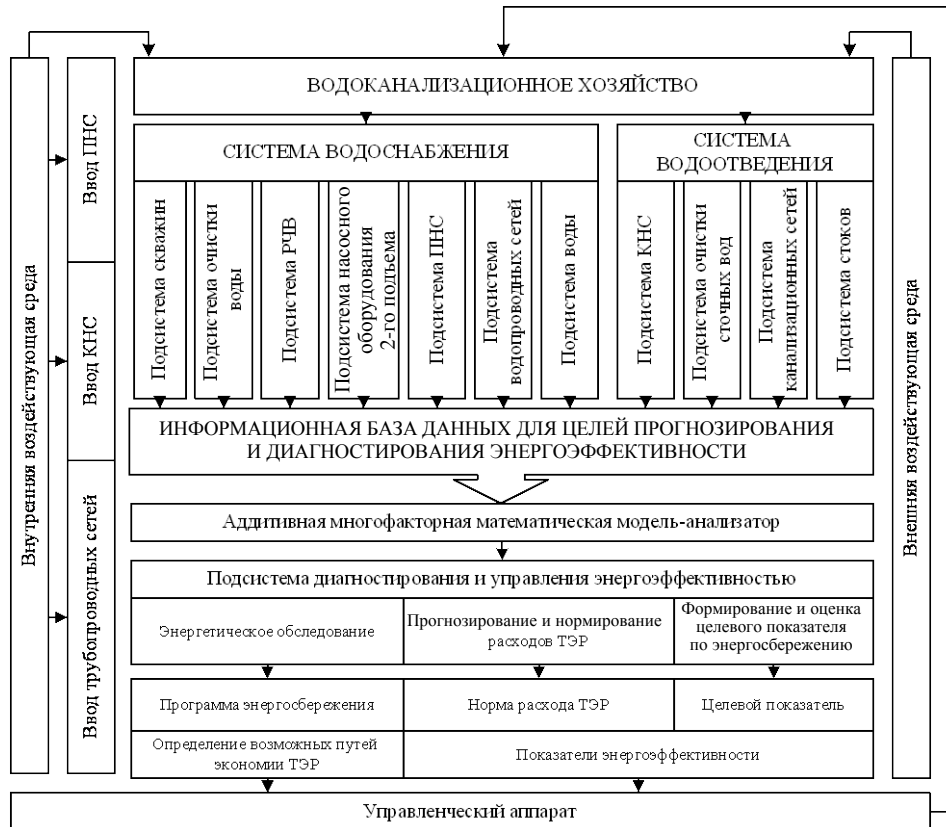 Внутренняя воздействующая среда
Ввод ПНС
Ввод КНС
Ввод трубопроводных сетей
ВОДОКАНАЛИЗАЦИОННОЕ ХОЗЯЙСТВО
СИСТЕМА ВОДОСНАБЖЕНИЯ
СИСТЕМА
ВОДООТВЕДЕНИЯ
Подсистема скважин
Подсистема очистки
воды
Подсистема РЧВ
Подсистема насосного
оборудования
2-го подъема
Подсистема ПНС
Подсистема
водопроводных сетей
Подсистема воды
Подсистема КНС
Подсистема очистки
сточных вод
Подсистема
канализационных сетей
Подсистема стоков
ИНФОРМАЦИОННАЯ БАЗА ДАННЫХ ДЛЯ ЦЕЛЕЙ ПРОГНОЗИРОВАНИЯ
И ДИАГНОСТИРОВАНИЯ ЭНЕРГОЭФФЕКТИВНОСТИ
Аддитивная многофакторная математическая модель-анализатор
Подсистема диагностирования и управления энергоэффективностью
Энергетическое обследование
Прогнозирование и нормирование
расходов ТЭР
Формирование и оценка
целевого показателя
по энергосбережению
Программа энергосбережения
Норма расхода ТЭР
Целевой показатель
Определение возможных путей
экономии ТЭР
Показатели энергоэффективности
Управленческий аппарат
Внешняя воздействующая среда